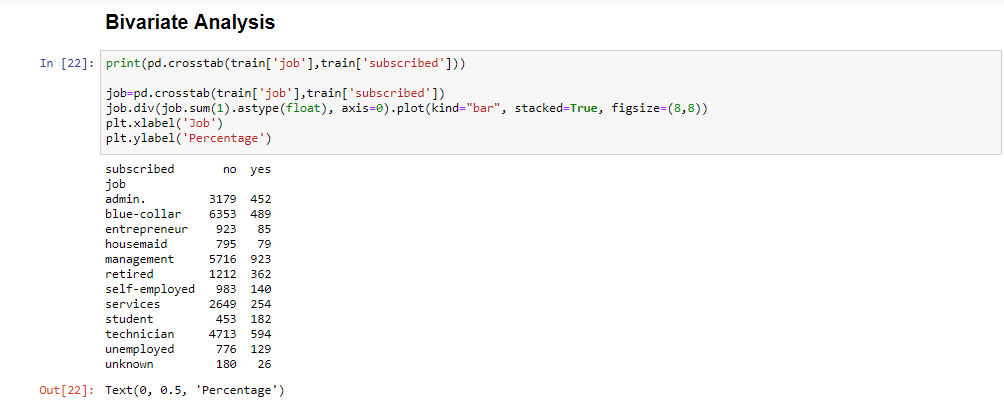 Bivariate Analysis
In [22]: print(pd.crosstab(train['job'],train['subscribed']))
job=pd.crosstab(train['job'],train['subscribed'])
job.div(job.sum(1).astype(float), axis=0).plot(kind="bar", stacked=True, figsize=(8,8))
plt.xlabel('Job')
plt.ylabel('Percentage')
subscribed no yes
job
admin. 3179 452
blue-collar 6353 489
entrepreneur 923 85
housemaid 795 79
management 5716 923
retired 1212 362
self-employed 983 140
services 2649 254
student 453 182
technician 4713 594
unemployed 776 129
unknown 180 26
Out[22]: Text(0, 0.5, 'Percentage')